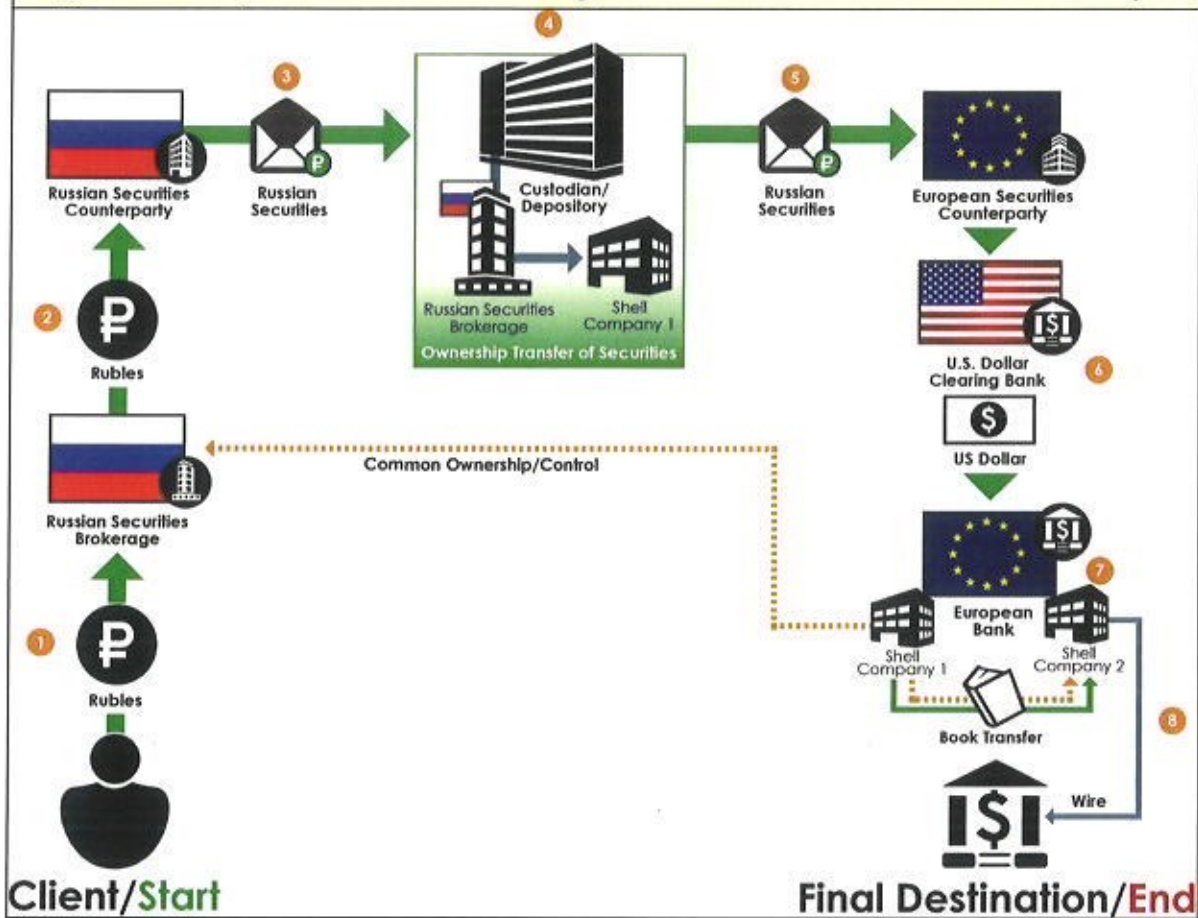 4
3
5
Russian Securities
Counterparty
Russian
Securities
Custodian/
Depository
Russian Securities
Brokerage
Shell
Company 1
Ownership Transfer of Securities
Russian
Securities
European Securities
Counterparty
2
₽
Rubles
U.S. Dollar
Clearing Bank
6
$
US Dollar
Common Ownership/Control
Russian Securities
Brokerage
7
European
Bank
Shell
Company 1
Shell
Company 2
1
₽
Rubles
Book Transfer
8
Wire
$
Client/Start
Final Destination/End